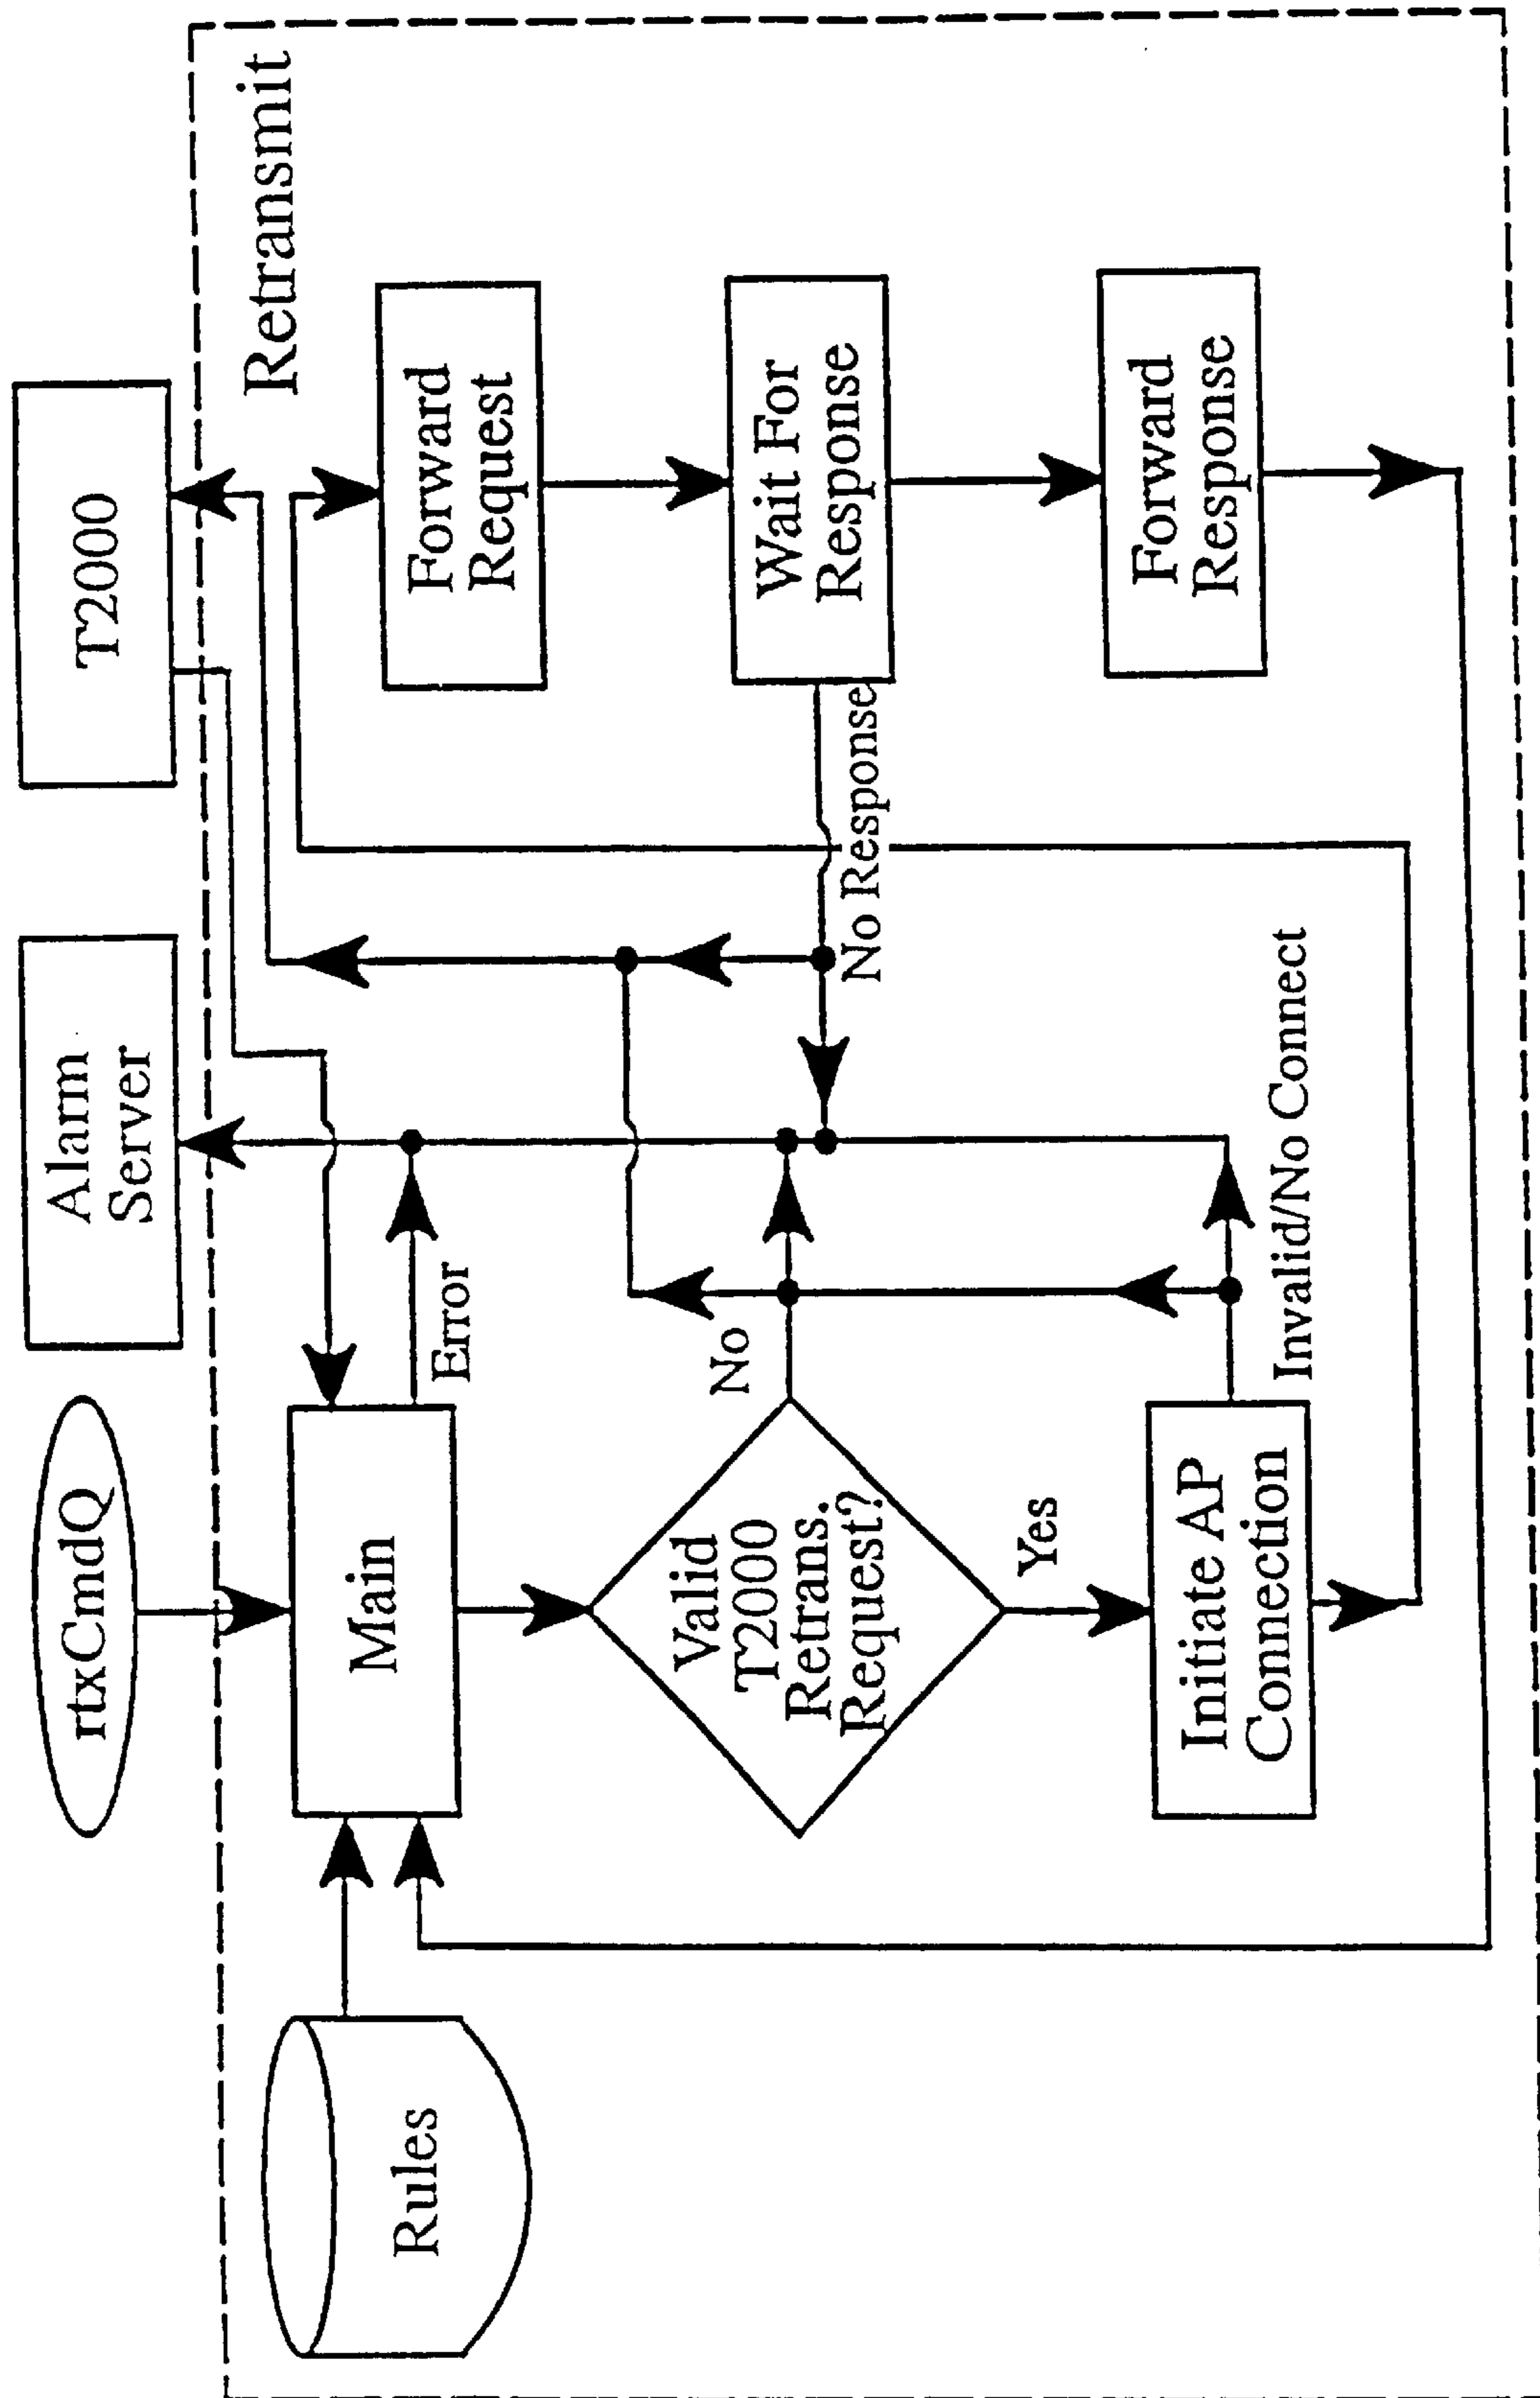 rtxCmdQ
Alarm
Server
T2000
Retransmit
Rules
Main
Error
Valid
T2000
Retrans.
Request?
No
Yes
Initiate AP
Connection
Invalid/No Connect
Forward
Request
Wait For
Response
No Response
Forward
Response